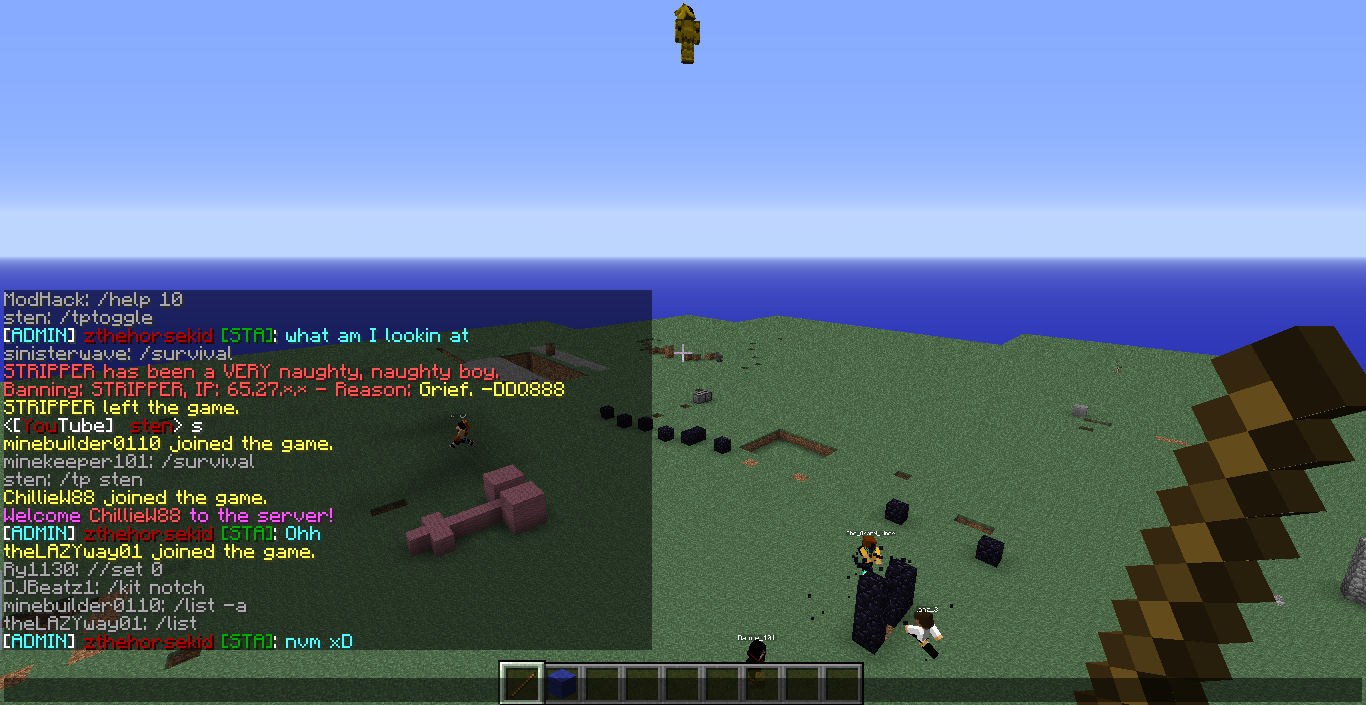 ModHack: /help 10
sten: /tptoggle
[ADMIN] zthehorsekid [STA]: what am I lookin at
sinisterwave: /survival
STRIPPER has been a VERY naughty, naughty boy.
Banning: STRIPPER, IP: 65.27.*.* - Reason: Grief. -DDQ888
STRIPPER left the game.
<[YouTube] sten> s
minebuilder0110 joined the game.
minekeeper101: /survival
sten: /tp sten
ChillieW88 joined the game.
Welcome ChillieW88 to the server!
[ADMIN] zthehorsekid [STA]: Ohh
theLAZYway01 joined the game.
Ry1130: //set 0
DJBeatz1: /kit notch
minebuilder0110: /list -a
theLAZYway01: /list
[ADMIN] zthehorsekid [STA]: nvm xD